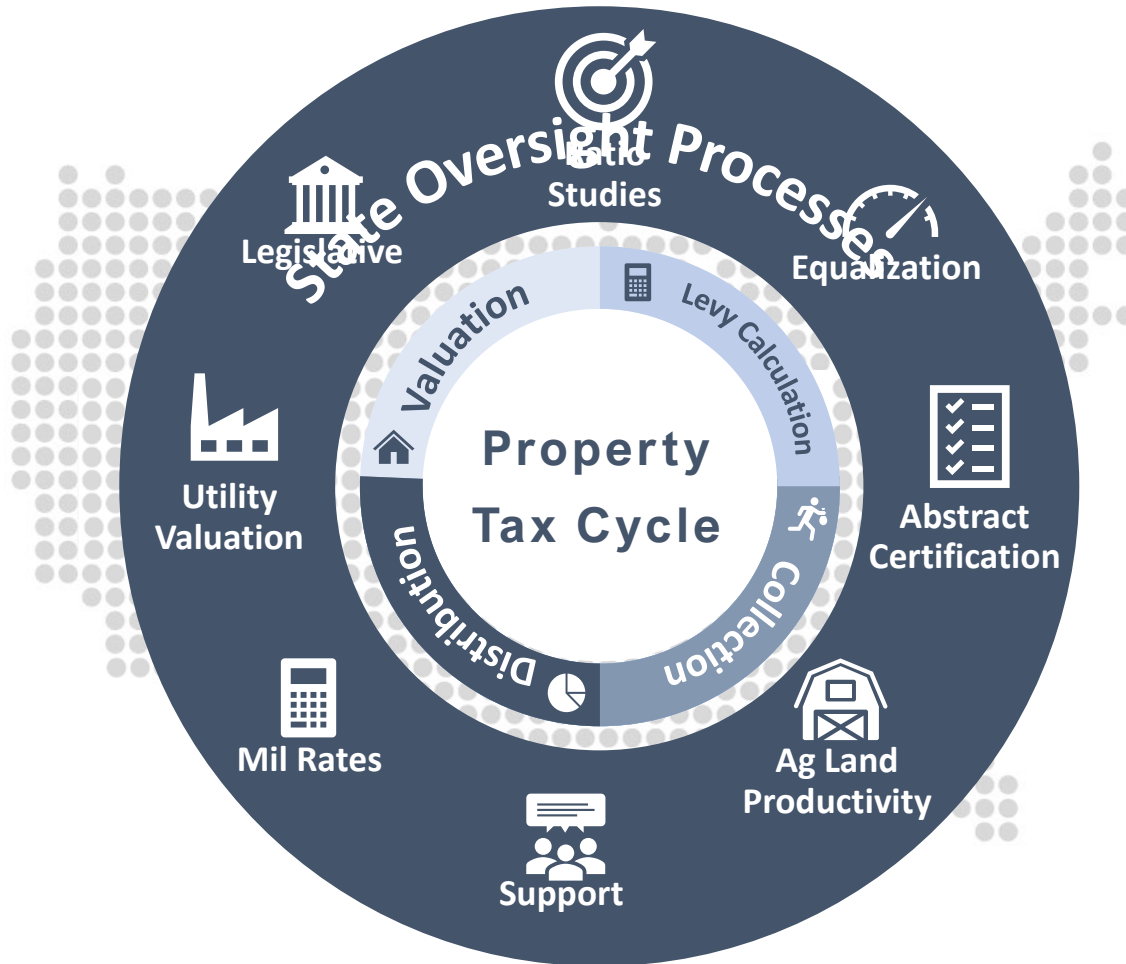 State Oversight Processes
Ratio
Studies
Legislative
Equalization
Valuation
Levy Calculation
Property
Tax Cycle
Utility
Valuation
Abstract
Certification
Distribution
Collection
Mil Rates
Ag Land
Productivity
Support